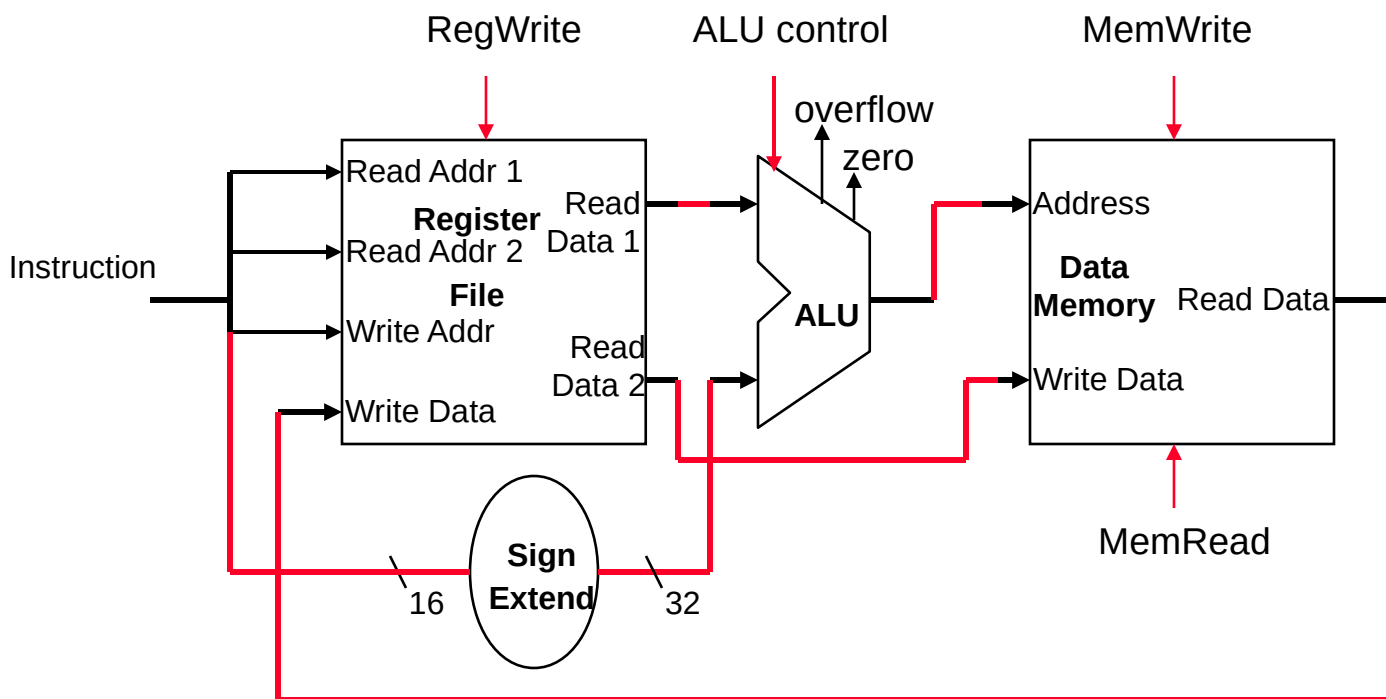 RegWrite
ALU control
MemWrite
overflow
zero
Read Addr 1
Register
Read Addr 2
File
Write Addr
Write Data
Read
Data 1
Read
Data 2
Instruction
ALU
Address
Data
Memory
Read Data
Write Data
MemRead
Sign
Extend
16
32